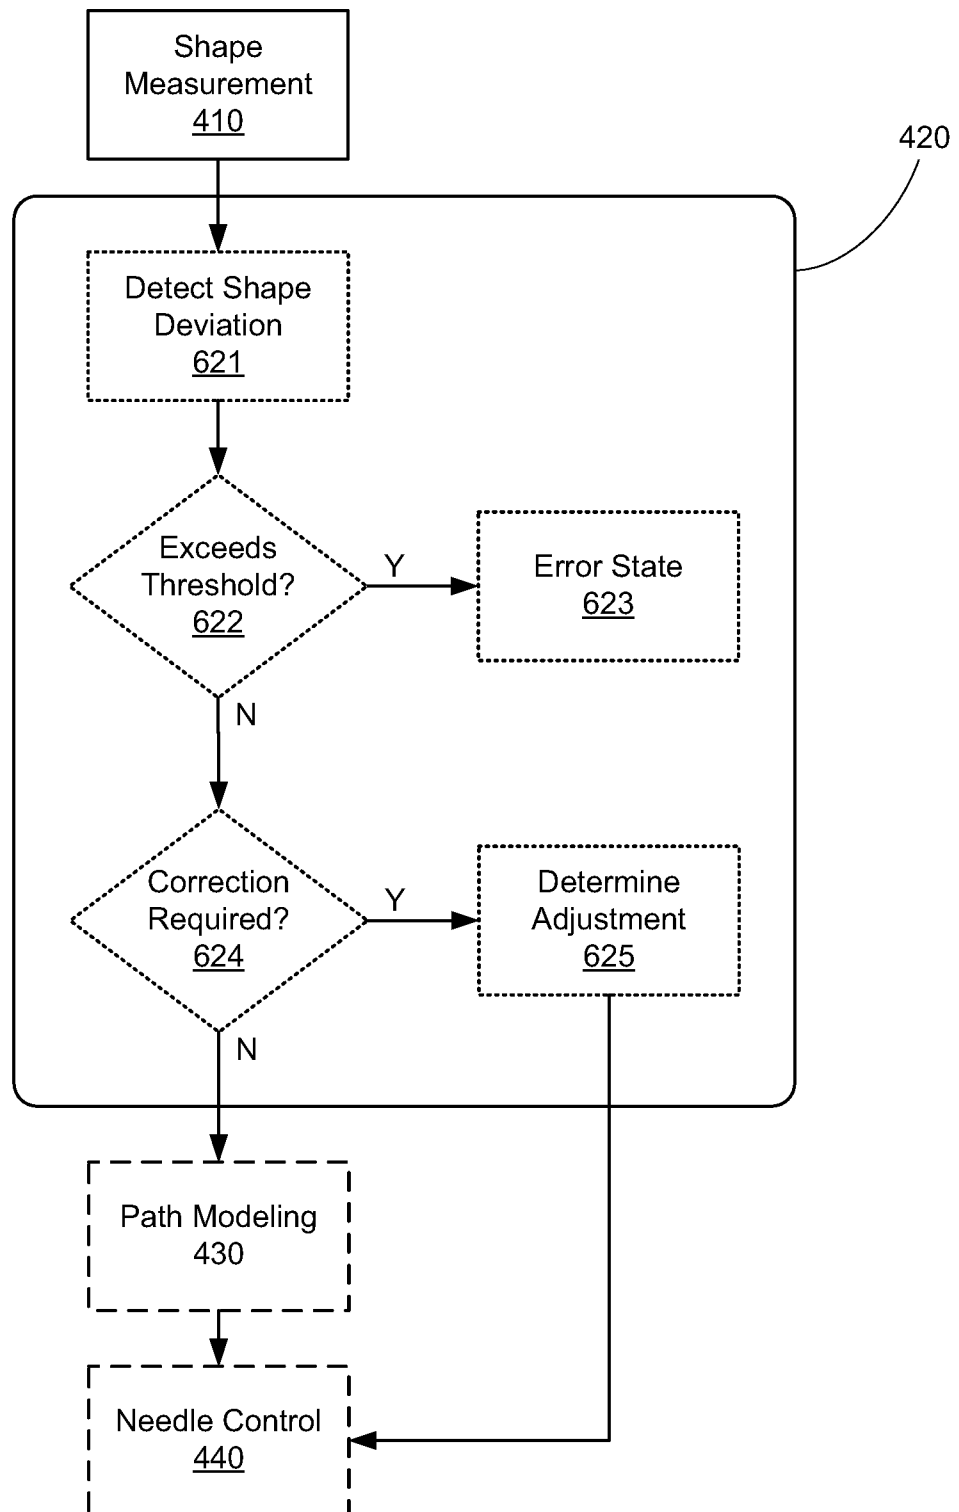 Shape
Measurement
410
420
Detect Shape
Deviation
621
Exceeds
Threshold?
622
Y
Error State
623
N
Correction
Required?
624
Y
Determine
Adjustment
625
N
Path Modeling
430
Needle Control
440